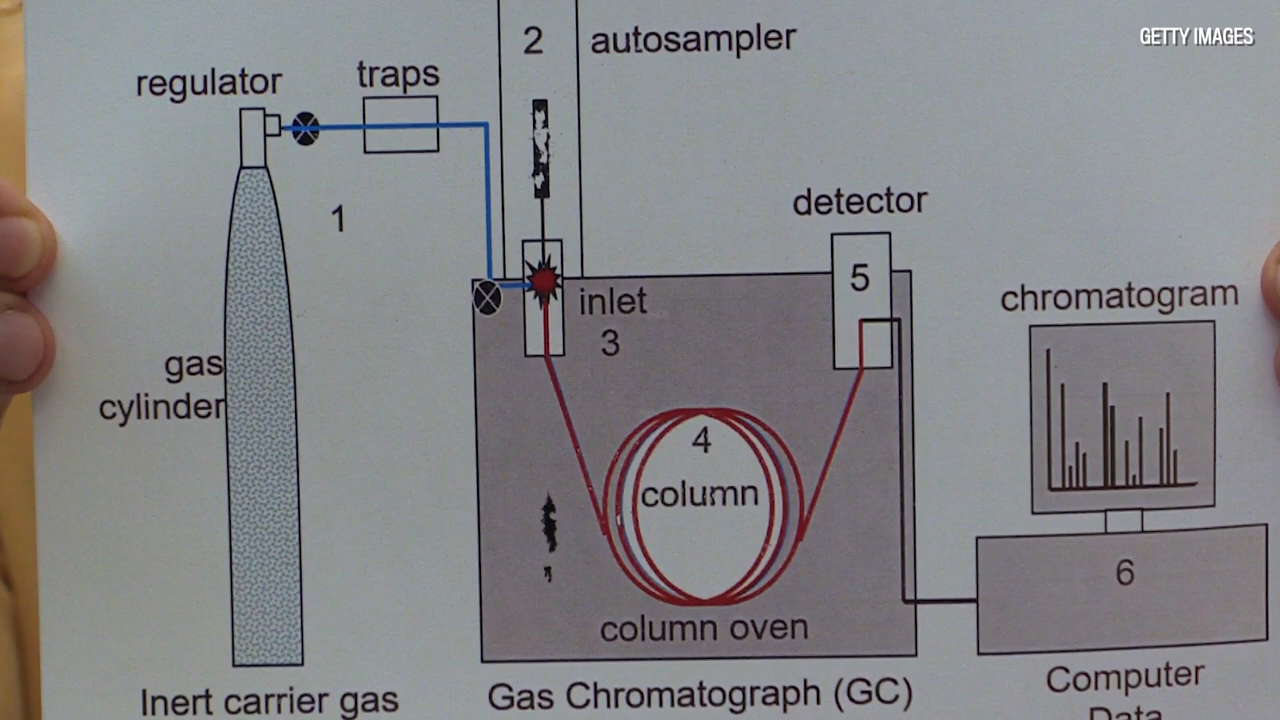 GETTY IMAGES
2
autosampler
regulator
traps
1
detector
5
inlet
3
chromatogram
gas
cylinder
4
column
6
column oven
Inert carrier gas
Gas Chromatograph (GC)
Computer
Data